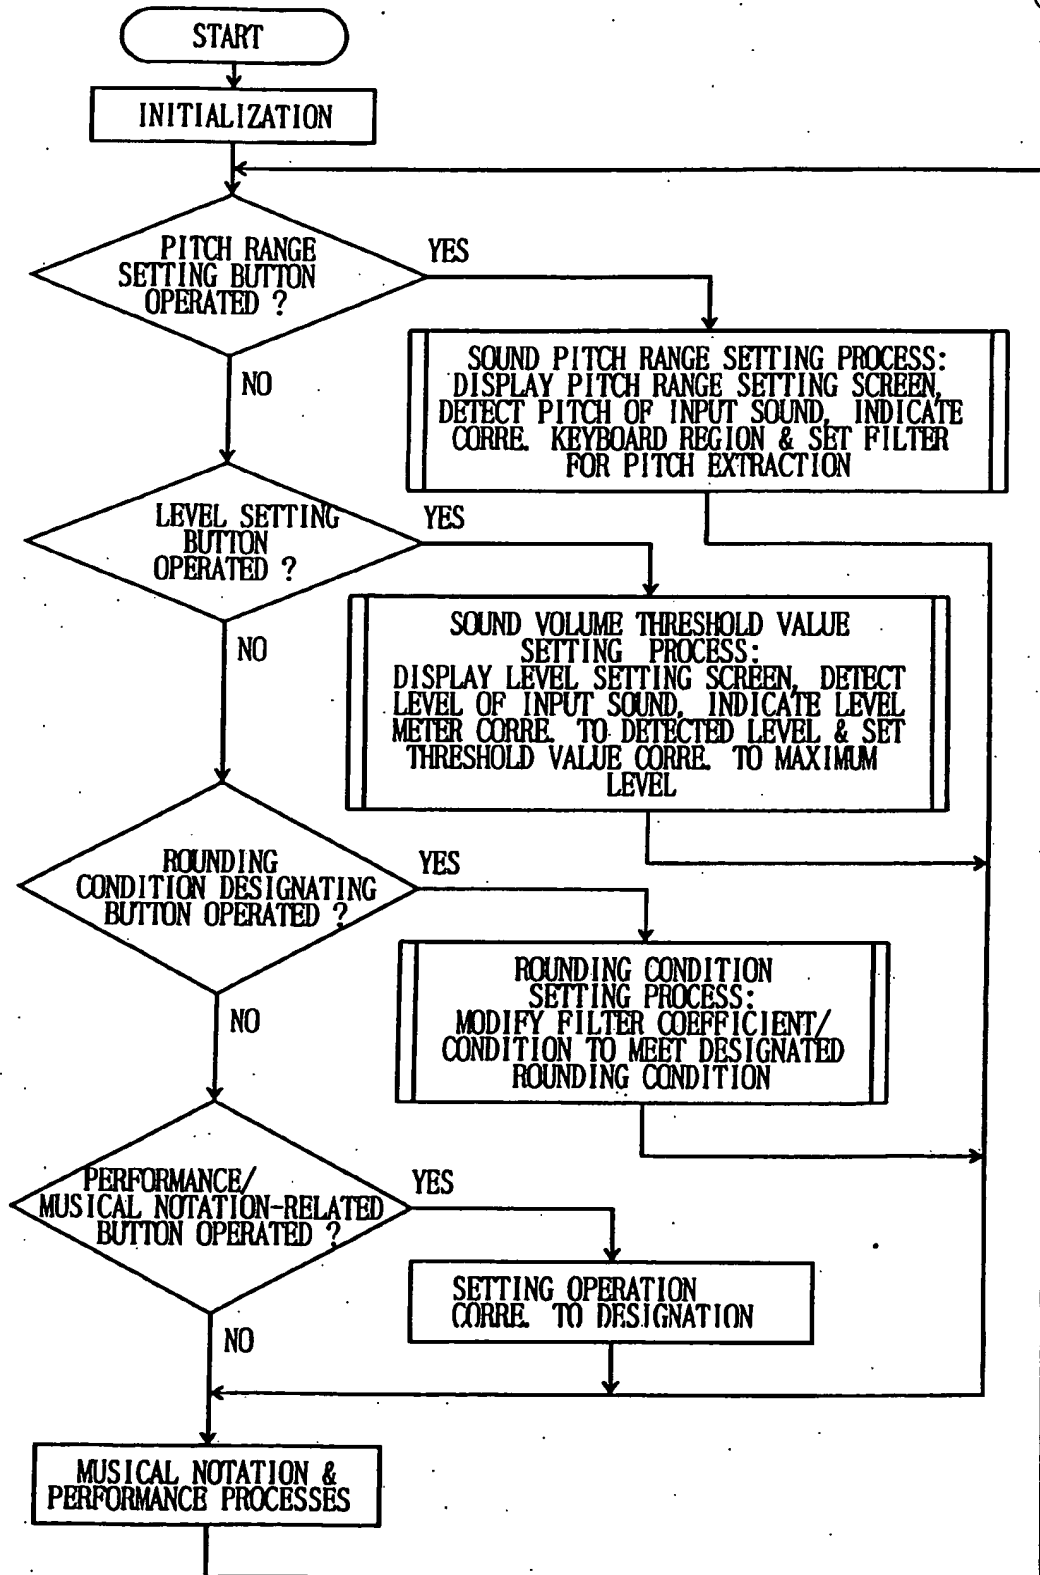 START
INITIALIZATION
PITCH RANGE
SETTING BUTTON
OPERATED ?
YES
NO
SOUND PITCH RANGE SETTING PROCESS:
DISPLAY PITCH RANGE SETTING SCREEN,
DETECT PITCH OF INPUT SOUND, INDICATE
CORRE. KEYBOARD REGION & SET FILTER
FOR PITCH EXTRACTION
LEVEL SETTING
BUTTON
OPERATED ?
YES
NO
SOUND VOLUME THRESHOLD VALUE
SETTING PROCESS:
DISPLAY LEVEL SETTING SCREEN, DETECT
LEVEL OF INPUT SOUND, INDICATE LEVEL
METER CORRE. TO DETECTED LEVEL & SET
THRESHOLD VALUE CORRE. TO MAXIMUM
LEVEL
ROUNDING
CONDITION DESIGNATING
BUTTON OPERATED ?
YES
NO
ROUNDING CONDITION
SETTING PROCESS:
MODIFY FILTER COEFFICIENT/
CONDITION TO MEET DESIGNATED
ROUNDING CONDITION
PERFORMANCE/
MUSICAL NOTATION-RELATED
BUTTON OPERATED ?
YES
NO
SETTING OPERATION
CORRE. TO DESIGNATION
MUSICAL NOTATION &
PERFORMANCE PROCESSES